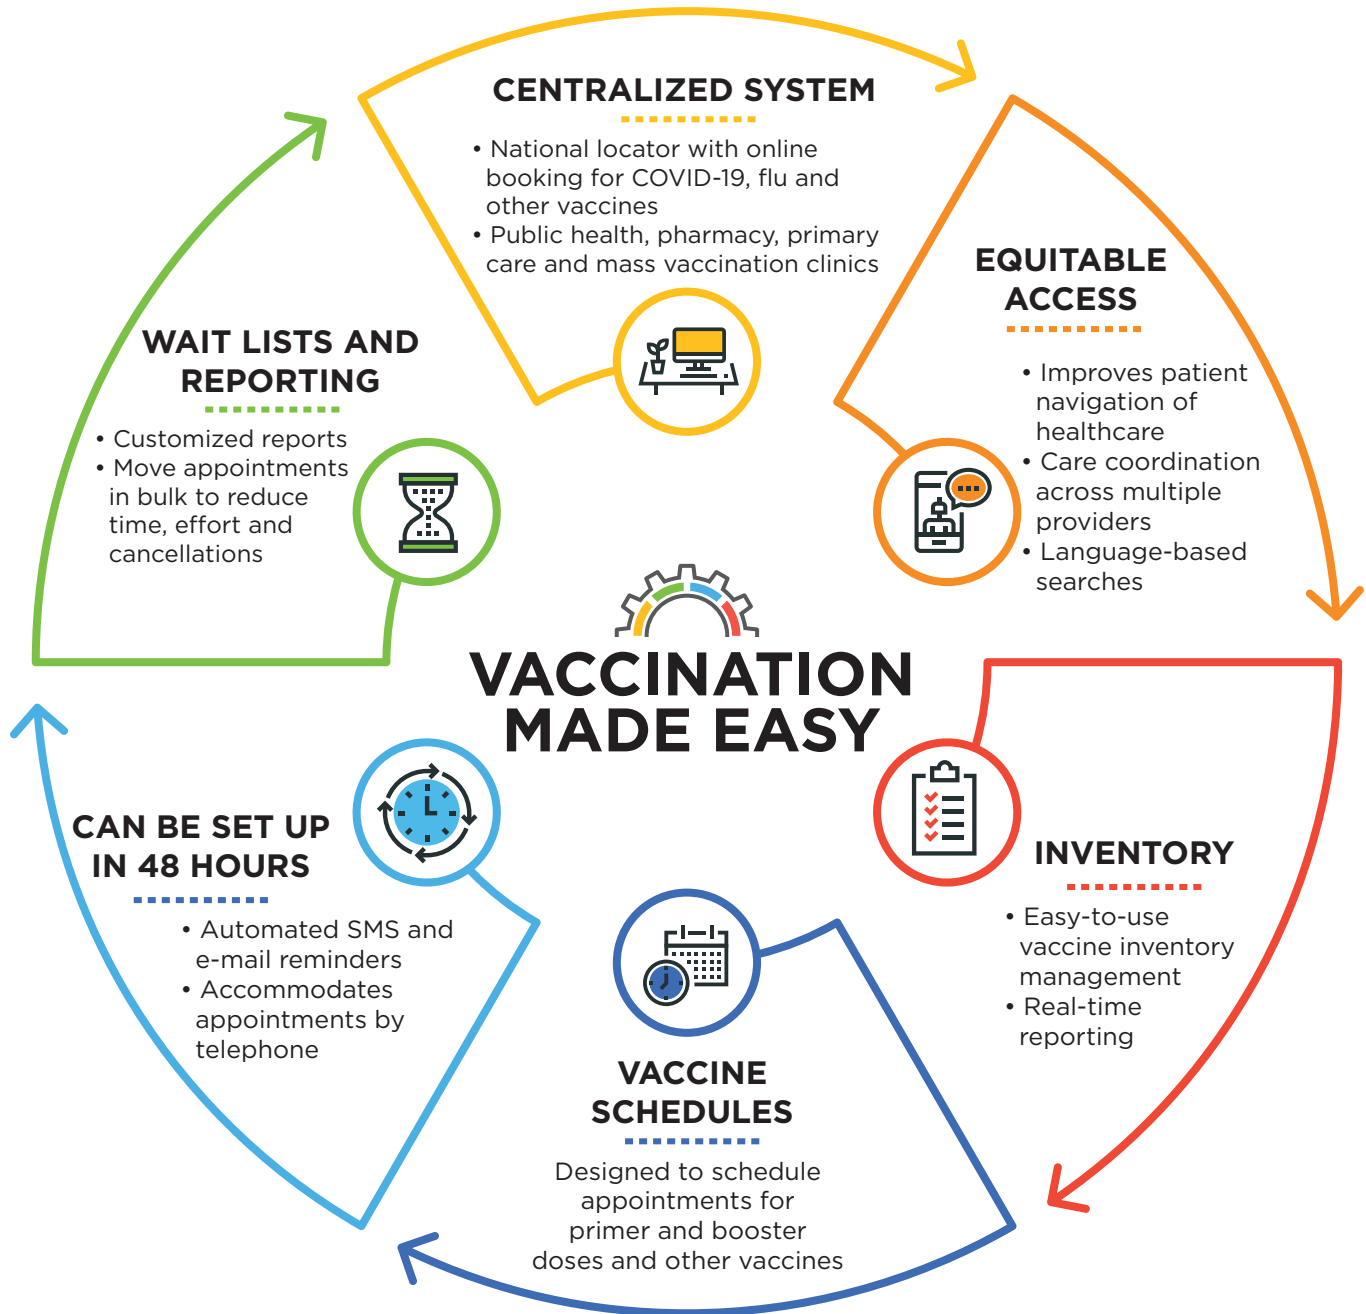 CENTRALIZED SYSTEM
• National locator with online
booking for COVID-19, flu and
other vaccines
• Public health, pharmacy, primary
care and mass vaccination clinics
EQUITABLE
ACCESS
• Improves patient
navigation of
healthcare
• Care coordination
across multiple
providers
• Language-based
searches
INVENTORY
• Easy-to-use
vaccine inventory
management
• Real-time
reporting
VACCINE
SCHEDULES
Designed to schedule
appointments for
primer and booster
doses and other vaccines
CAN BE SET UP
IN 48 HOURS
• Automated SMS and
e-mail reminders
• Accommodates
appointments by
telephone
WAIT LISTS AND
REPORTING
• Customized reports
• Move appointments
in bulk to reduce
time, effort and
cancellations
VACCINATION
MADE EASY